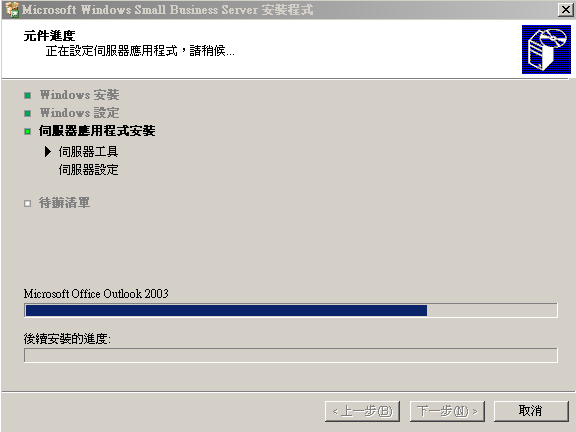 Microsoft Windows Small Business Server 安裝程式
元件進度
正在設定伺服器應用程式，請稍候...
Windows 安裝
Windows 設定
伺服器應用程式安裝
伺服器工具
伺服器設定
待辦清單
Microsoft Office Outlook 2003
後續安裝的進度:
< 上一步(B)
下一步(N) >
取消